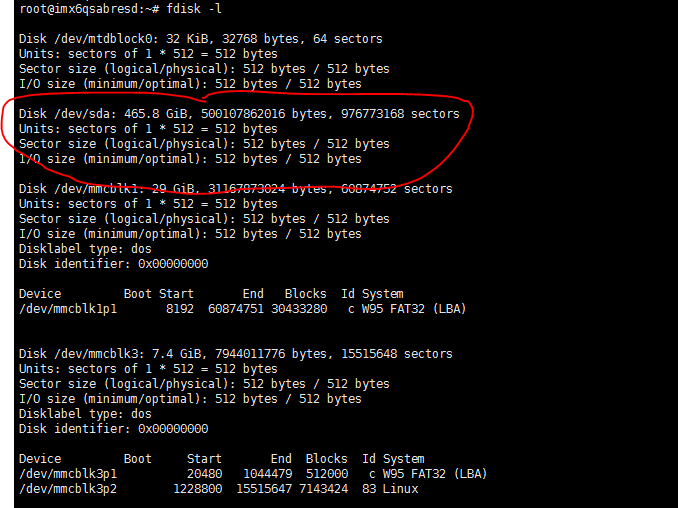 root@imx6qsabresd:~# fdisk -l
Disk /dev/mtdblock0: 32 KiB, 32768 bytes, 64 sectors
Units: sectors of 1 * 512 = 512 bytes
Sector size (logical/physical): 512 bytes / 512 bytes
I/O size (minimum/optimal): 512 bytes / 512 bytes
Disk /dev/sda: 465.8 GiB, 500107862016 bytes, 976773168 sectors
Units: sectors of 1 * 512 = 512 bytes
Sector size (logical/physical): 512 bytes / 512 bytes
I/O size (minimum/optimal): 512 bytes / 512 bytes
Disk /dev/mmcblk1: 29 GiB, 31167873024 bytes, 60874752 sectors
Units: sectors of 1 * 512 = 512 bytes
Sector size (logical/physical): 512 bytes / 512 bytes
I/O size (minimum/optimal): 512 bytes / 512 bytes
Disklabel type: dos
Disk identifier: 0x00000000
Device Boot Start End Blocks Id System
/dev/mmcblk1p1 8192 60874751 30433280 c W95 FAT32 (LBA)
Disk /dev/mmcblk3: 7.4 GiB, 7944011776 bytes, 15515648 sectors
Units: sectors of 1 * 512 = 512 bytes
Sector size (logical/physical): 512 bytes / 512 bytes
I/O size (minimum/optimal): 512 bytes / 512 bytes
Disklabel type: dos
Disk identifier: 0x00000000
Device Boot Start End Blocks Id System
/dev/mmcblk3p1 20480 1044479 512000 c W95 FAT32 (LBA)
/dev/mmcblk3p2 1228800 15515647 7143424 83 Linux